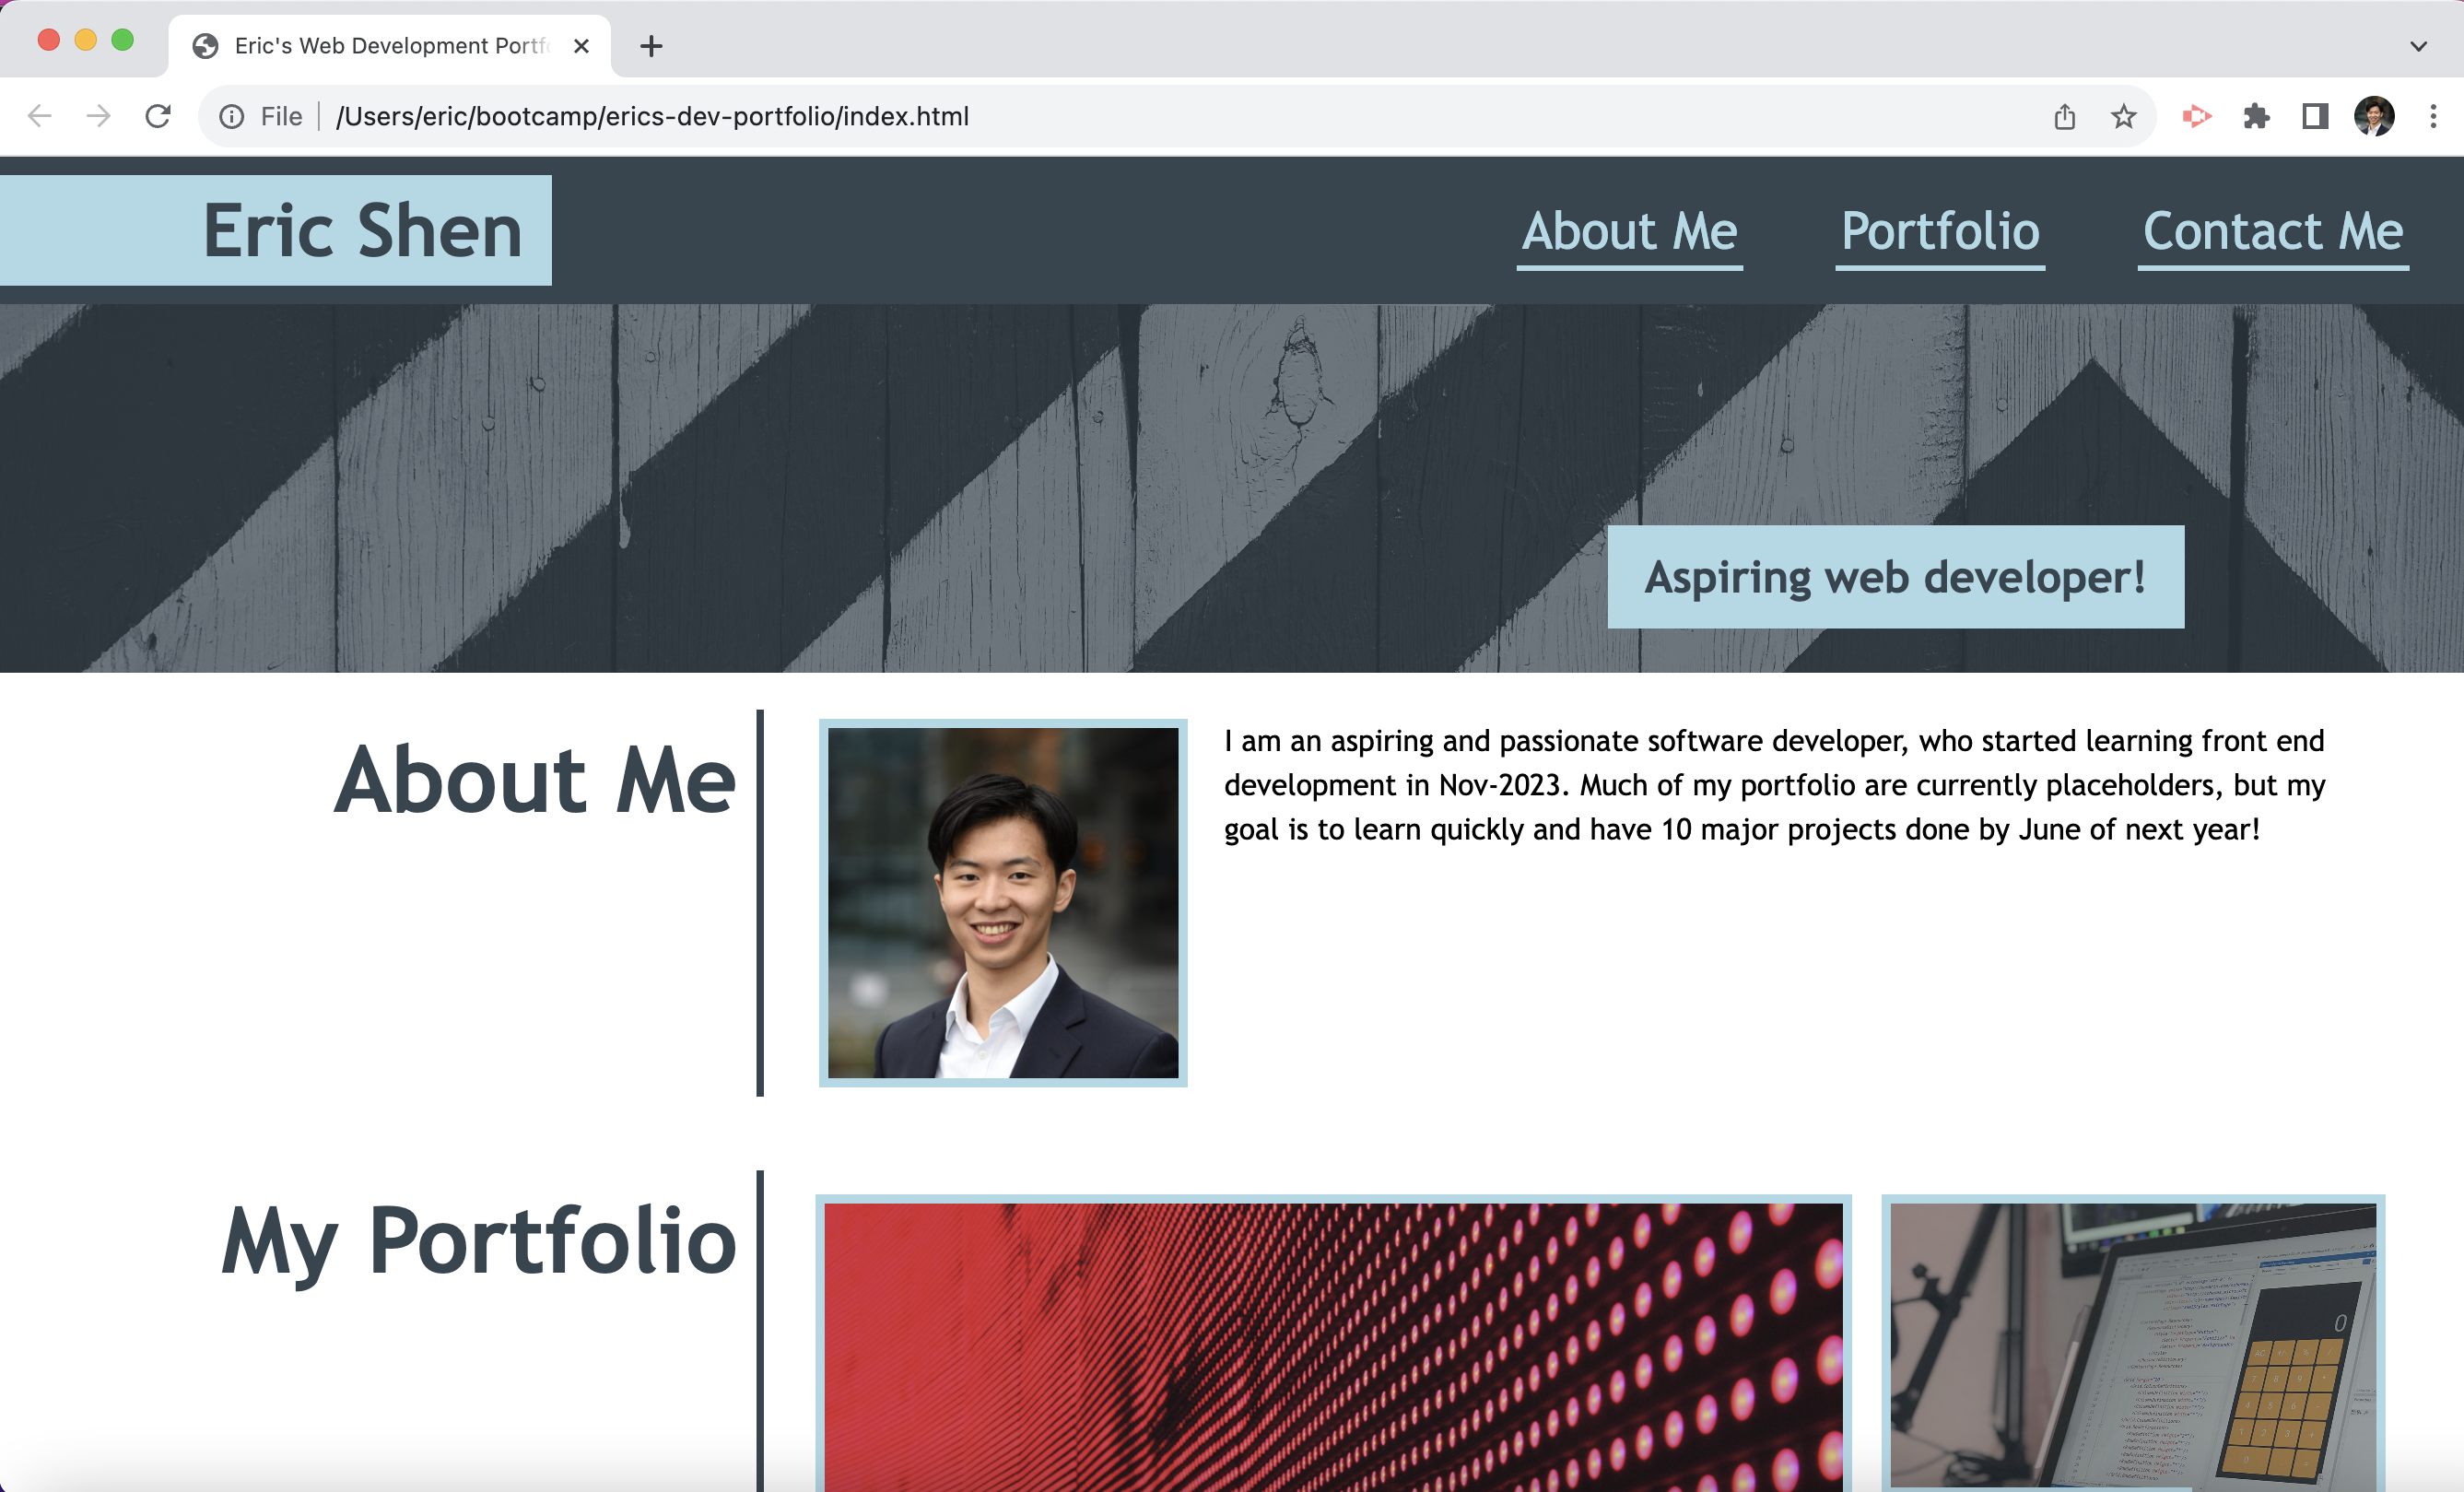 Eric's Web Development Portf
File
/Users/eric/bootcamp/erics-dev-portfolio/index.html
Eric Shen
About Me
Portfolio
Contact Me
Aspiring web developer!
About Me
I am an aspiring and passionate software developer, who started learning front end
development in Nov-2023. Much of my portfolio are currently placeholders, but my
goal is to learn quickly and have 10 major projects done by June of next year!
My Portfolio
0